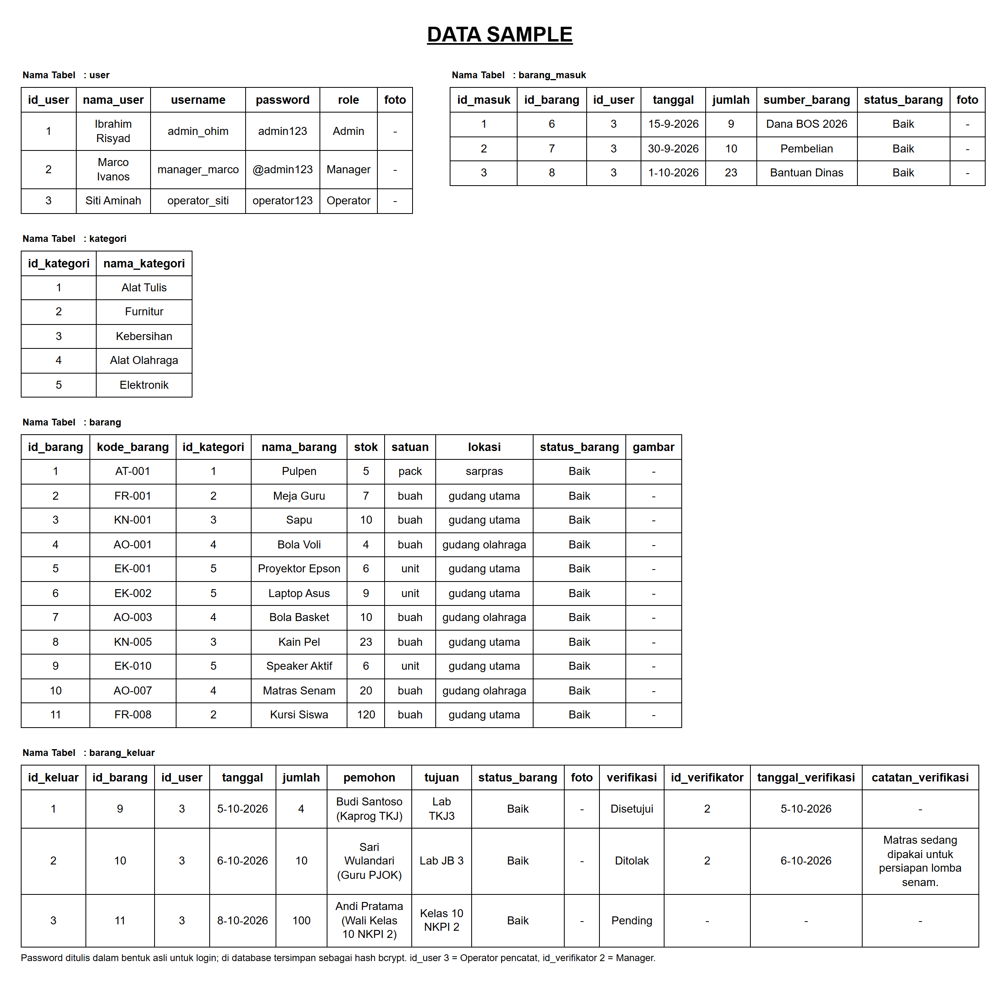 DATA SAMPLE
Nama Tabel : user
id_user nama_user username password role foto
1 Ibrahim Risyad admin_ohim admin123 Admin -
2 Marco Ivanos manager_marco @admin123 Manager -
3 Siti Aminah operator_siti operator123 Operator -
Nama Tabel : barang_masuk
id_masuk id_barang id_user tanggal jumlah sumber_barang status_barang foto
1 6 3 15-9-2026 9 Dana BOS 2026 Baik -
2 7 3 30-9-2026 10 Pembelian Baik -
3 8 3 1-10-2026 23 Bantuan Dinas Baik -
Nama Tabel : kategori
id_kategori nama_kategori
1 Alat Tulis
2 Furnitur
3 Kebersihan
4 Alat Olahraga
5 Elektronik
Nama Tabel : barang
id_barang kode_barang id_kategori nama_barang stok satuan lokasi status_barang gambar
1 AT-001 1 Pulpen 5 pack sarpras Baik -
2 FR-001 2 Meja Guru 7 buah gudang utama Baik -
3 KN-001 3 Sapu 10 buah gudang utama Baik -
4 AO-001 4 Bola Voli 4 buah gudang olahraga Baik -
5 EK-001 5 Proyektor Epson 6 unit gudang utama Baik -
6 EK-002 5 Laptop Asus 9 unit gudang utama Baik -
7 AO-003 4 Bola Basket 10 buah gudang olahraga Baik -
8 KN-005 3 Kain Pel 23 buah gudang utama Baik -
9 EK-010 5 Speaker Aktif 6 unit gudang utama Baik -
10 AO-007 4 Matras Senam 20 buah gudang olahraga Baik -
11 FR-008 2 Kursi Siswa 120 buah gudang utama Baik -
Nama Tabel : barang_keluar
id_keluar id_barang id_user tanggal jumlah pemohon tujuan status_barang foto verifikasi id_verifikator tanggal_verifikasi catatan_verifikasi
1 9 3 5-10-2026 4 Budi Santoso (Kaprog TKJ) Lab TKJ3 Baik - Disetujui 2 5-10-2026 -
2 10 3 6-10-2026 10 Sari Wulandari (Guru PJOK) Lab JB 3 Baik - Ditolak 2 6-10-2026 Matras sedang dipakai untuk persiapan lomba senam.
3 11 3 8-10-2026 100 Andi Pratama (Wali Kelas 10 NKPI 2) Kelas 10 NKPI 2 Baik - Pending - - -
Password ditulis dalam bentuk asli untuk login; di database tersimpan sebagai hash bcrypt. id_user 3 = Operator pencatat, id_verifikator 2 = Manager.